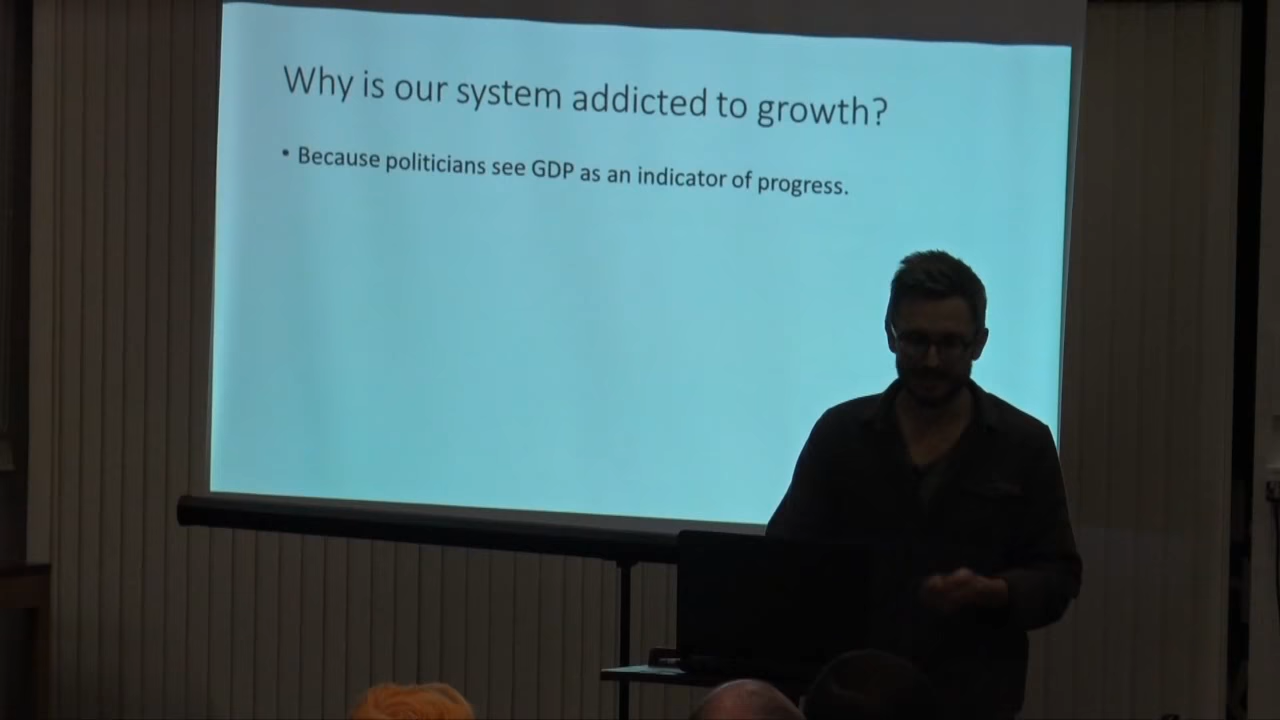 Why is our system addicted to growth?
• Because politicians see GDP as an indicator of progress.